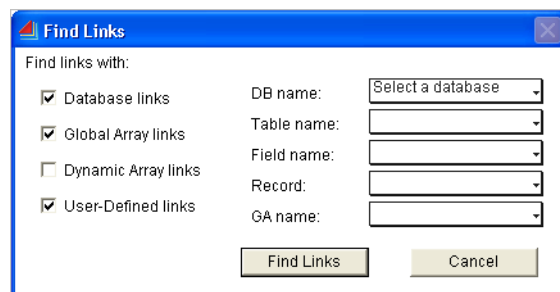 Find Links
Find links with:
Database links
Global Array links
Dynamic Array links
User-Defined links
DB name: Select a database
Table name:
Field name:
Record:
GA name:
Find Links Cancel